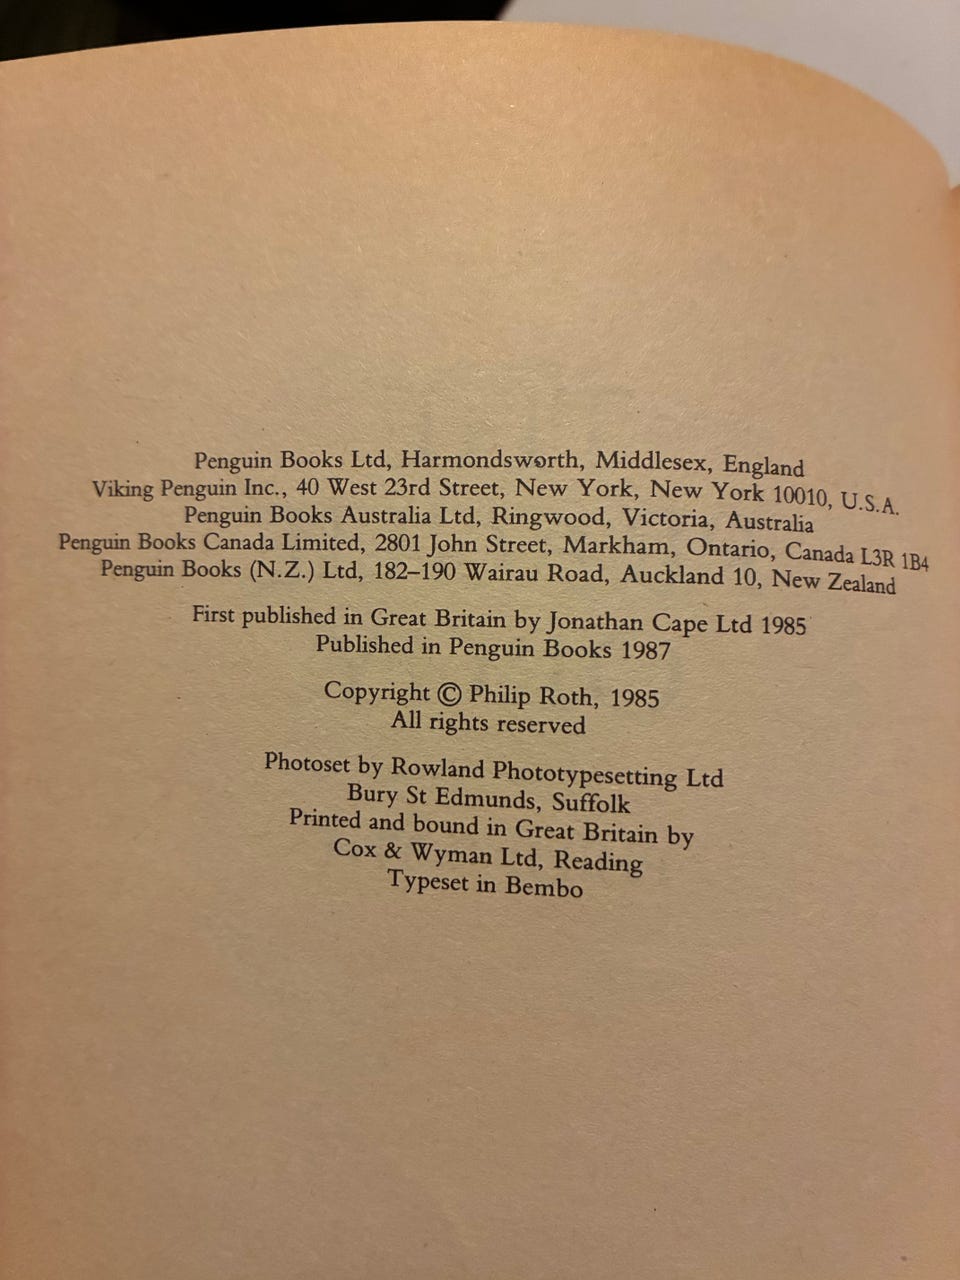 Penguin Books Ltd, Harmondsworth, Middlesex, England
Viking Penguin Inc., 40 West 23rd Street, New York, New York 10010, U.S.A.
Penguin Books Australia Ltd, Ringwood, Victoria, Australia
Penguin Books Canada Limited, 2801 John Street, Markham, Ontario, Canada L3R 1B4
Penguin Books (N.Z.) Ltd, 182–190 Wairau Road, Auckland 10, New Zealand
First published in Great Britain by Jonathan Cape Ltd 1985
Published in Penguin Books 1987
Copyright © Philip Roth, 1985
All rights reserved
Photoset by Rowland Phototypesetting Ltd
Bury St Edmunds, Suffolk
Printed and bound in Great Britain by
Cox & Wyman Ltd, Reading
Typeset in Bembo